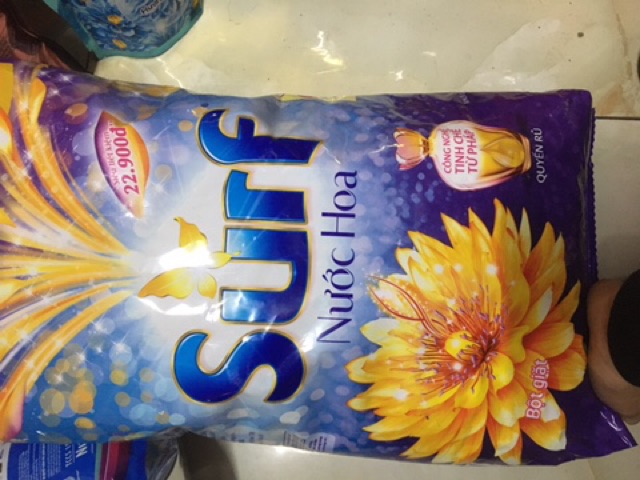 Surf
Nước Hoa
22.900đ
CÔNG NGHỆ
TINH CHẾ
TỪ PHÁP
QUYẾN RŨ
Bột giặt